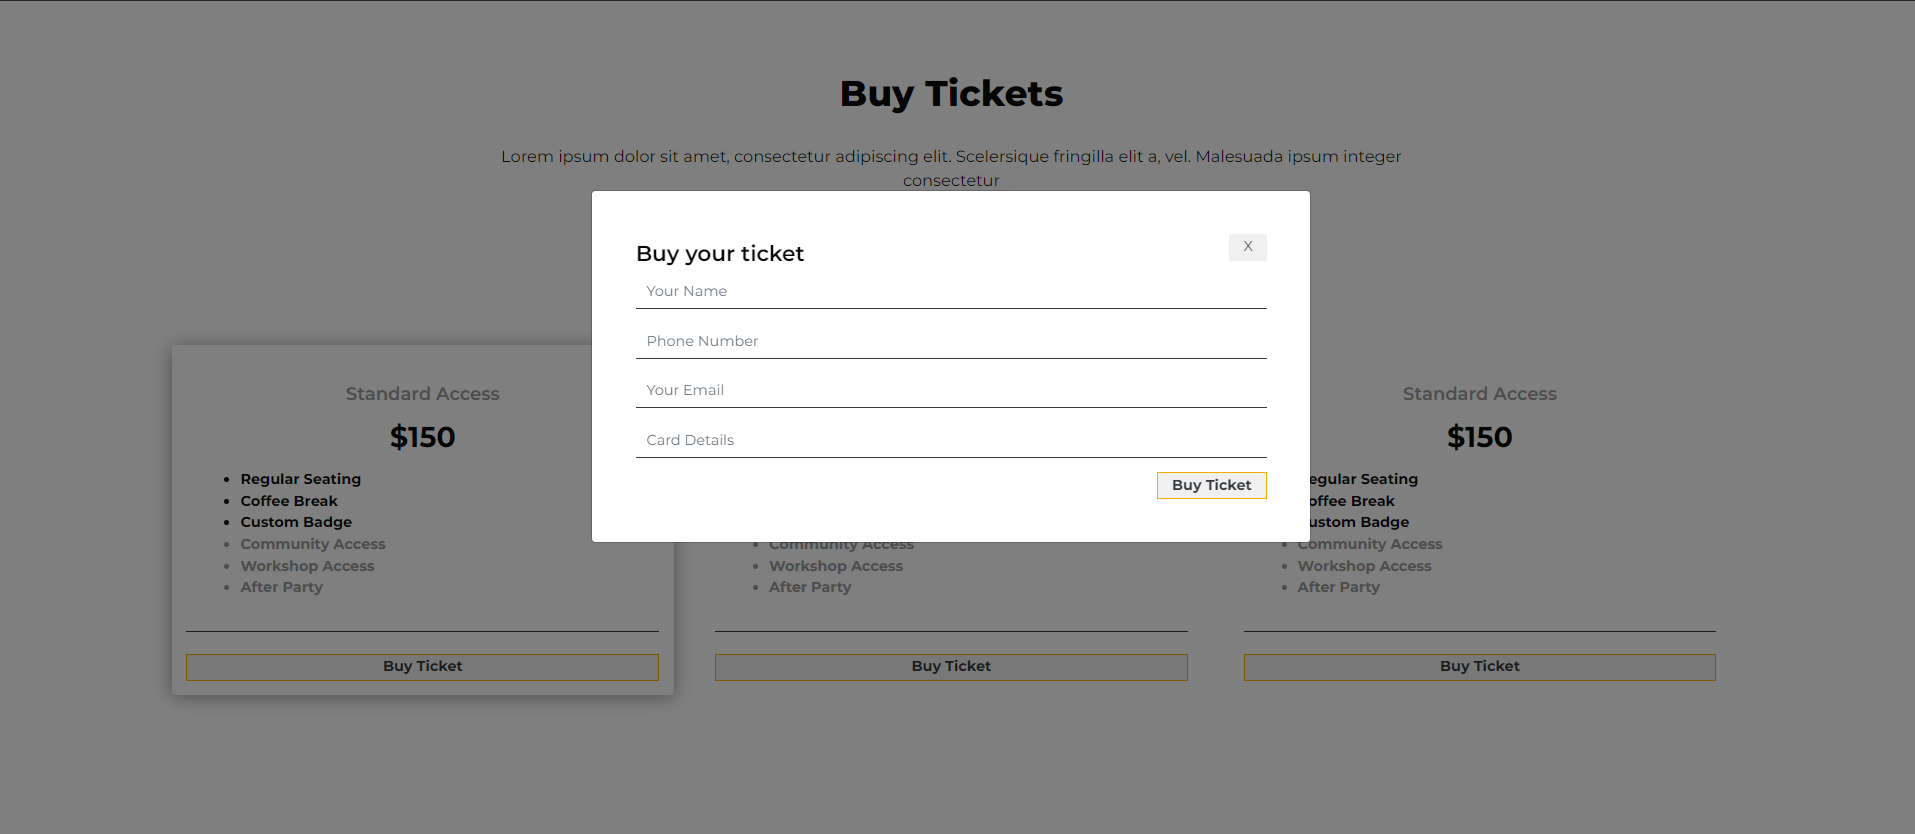 Buy Tickets
Lorem ipsum dolor sit amet, consectetur adipiscing elit. Scelersique fringilla elit a, vel. Malesuada ipsum integer
consectetur
Buy your ticket
X
Your Name
Phone Number
Your Email
Card Details
Buy Ticket
Standard Access
$150
Regular Seating
Coffee Break
Custom Badge
Community Access
Workshop Access
After Party
Buy Ticket
Community Access
Workshop Access
After Party
Buy Ticket
Standard Access
$150
egular Seating
offee Break
ustom Badge
Community Access
Workshop Access
After Party
Buy Ticket